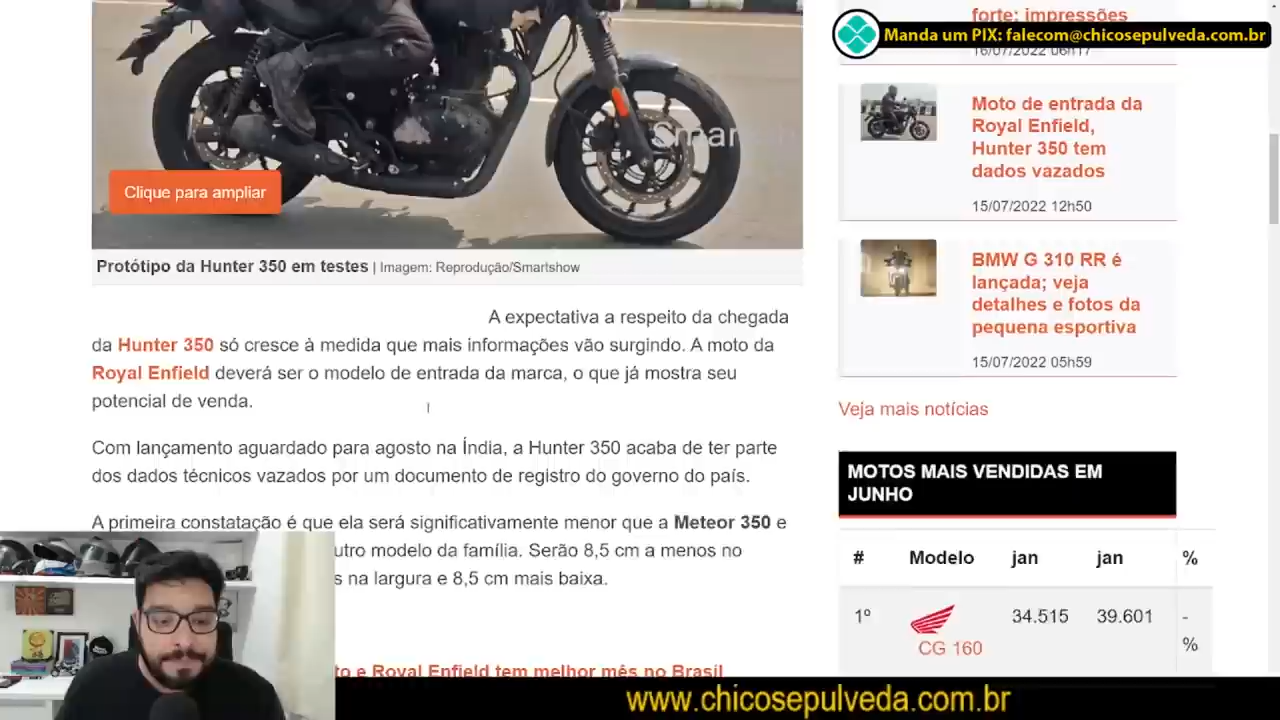 forte; impressões
16/07/2022 06h17
Manda um PIX: falecom@chicosepulveda.com.br
Moto de entrada da
Royal Enfield,
Hunter 350 tem
dados vazados
15/07/2022 12h50
Clique para ampliar
Protótipo da Hunter 350 em testes | Imagem: Reprodução/Smartshow
BMW G 310 RR é
lançada; veja
detalhes e fotos da
pequena esportiva
15/07/2022 05h59
A expectativa a respeito da chegada
da Hunter 350 só cresce à medida que mais informações vão surgindo. A moto da
Royal Enfield deverá ser o modelo de entrada da marca, o que já mostra seu
potencial de venda.
Com lançamento aguardado para agosto na Índia, a Hunter 350 acaba de ter parte
dos dados técnicos vazados por um documento de registro do governo do país.
A primeira constatação é que ela será significativamente menor que a Meteor 350 e
utro modelo da família. Serão 8,5 cm a menos no
s na largura e 8,5 cm mais baixa.
to e Royal Enfield tem melhor mês no Brasil
Veja mais notícias
MOTOS MAIS VENDIDAS EM
JUNHO
# Modelo jan jan %
1º CG 160 34.515 39.601 - %
www.chicosepulveda.com.br